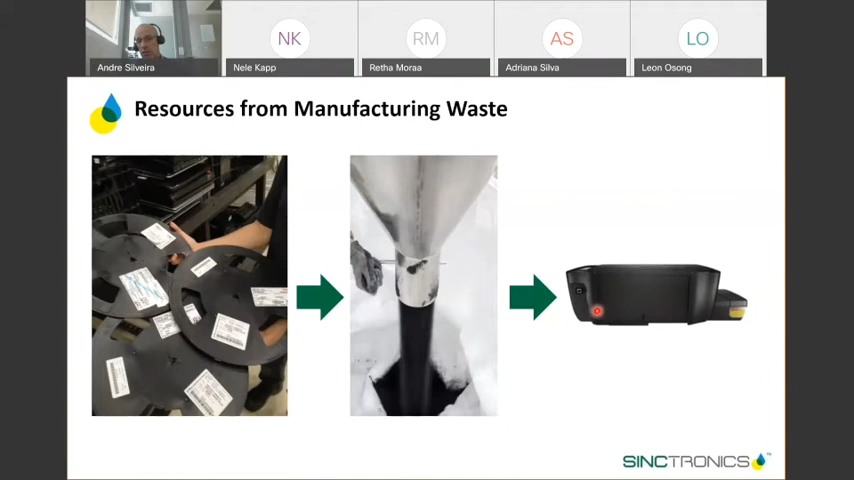 NK
RM
AS
LO
Andre Silveira
Nele Kapp
Retha Moraa
Adriana Silva
Leon Osong
Resources from Manufacturing Waste
SINCTRONICS